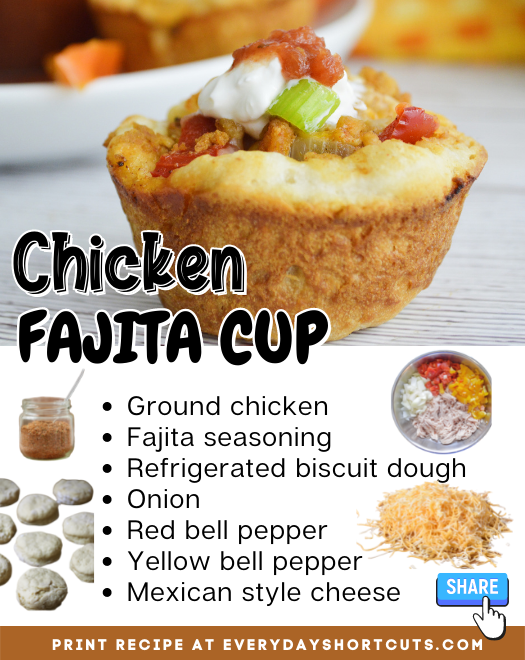 Chicken
FAJITA CUP
• Ground chicken
• Fajita seasoning
• Refrigerated biscuit dough
• Onion
• Red bell pepper
• Yellow bell pepper
• Mexican style cheese
SHARE
PRINT RECIPE AT EVERYDAYSHORTCUTS.COM